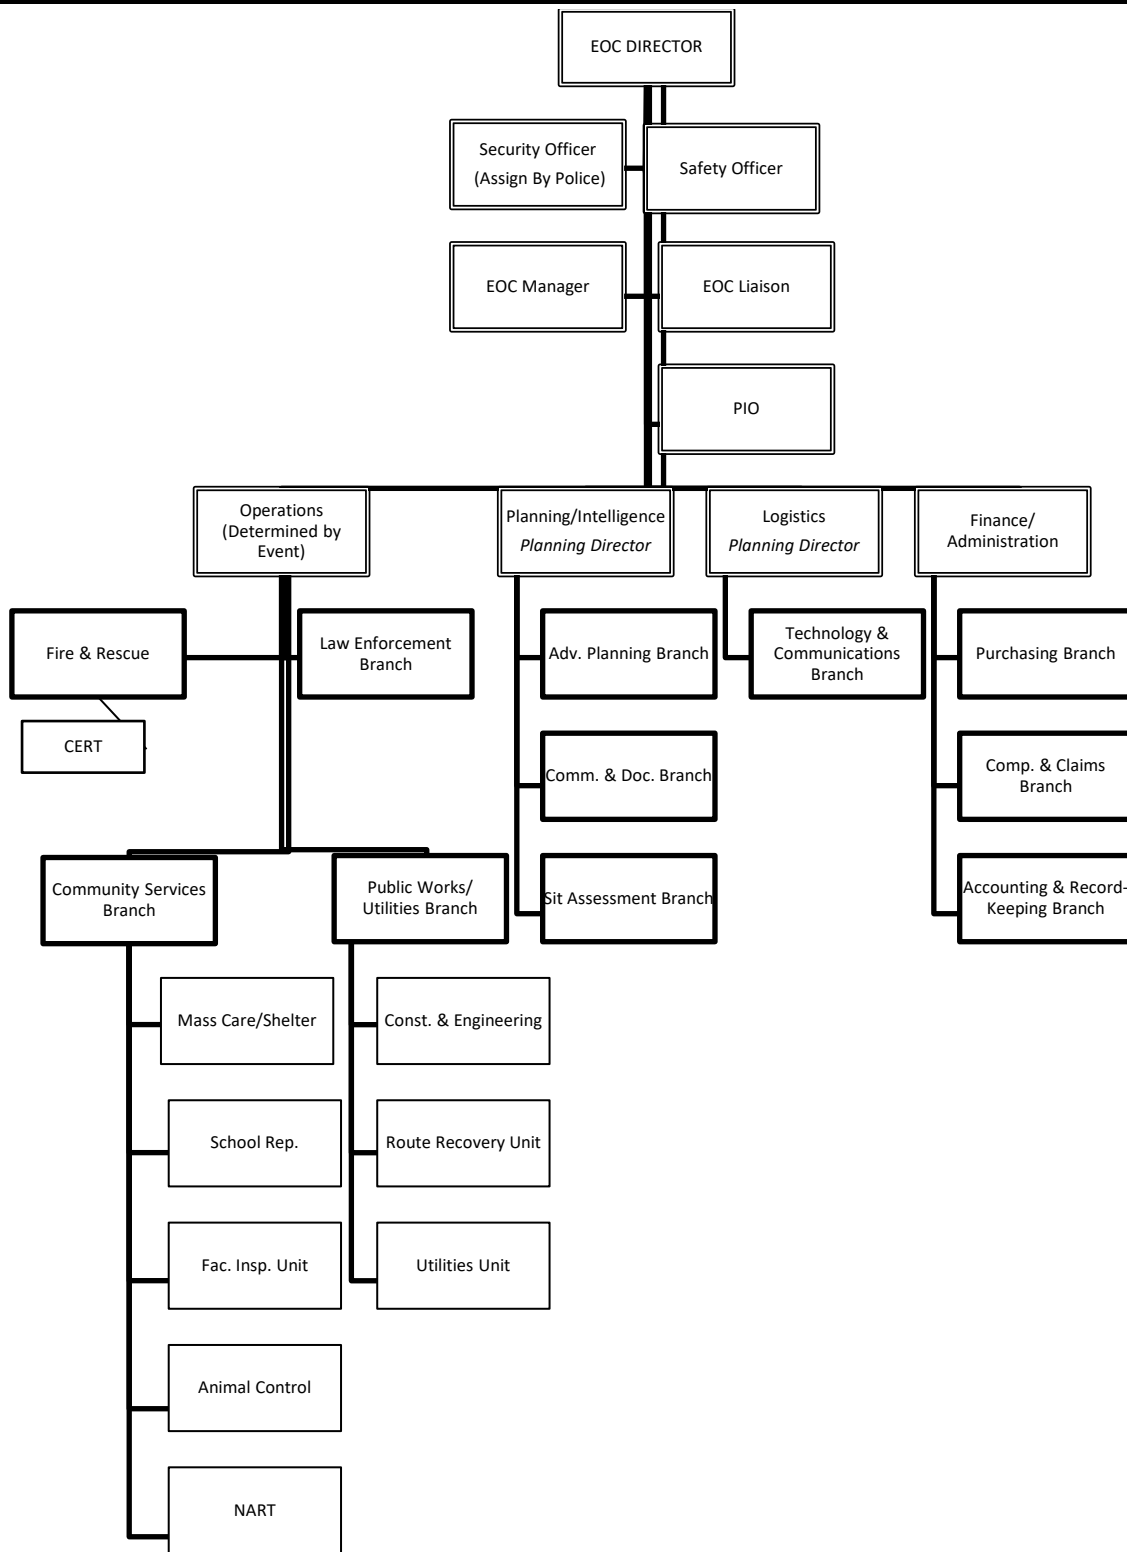 EOC DIRECTOR
Security Officer
(Assign By Police)
Safety Officer
EOC Manager
EOC Liaison
PIO
Operations
(Determined by
Event)
Planning/Intelligence
Planning Director
Logistics
Planning Director
Finance/
Administration
Fire & Rescue
Law Enforcement
Branch
Adv. Planning Branch
Technology &
Communications
Branch
Purchasing Branch
CERT
Comm. & Doc. Branch
Comp. & Claims
Branch
Community Services
Branch
Public Works/
Utilities Branch
Sit Assessment Branch
Accounting & Record-
Keeping Branch
Mass Care/Shelter
Const. & Engineering
School Rep.
Route Recovery Unit
Fac. Insp. Unit
Utilities Unit
Animal Control
NART